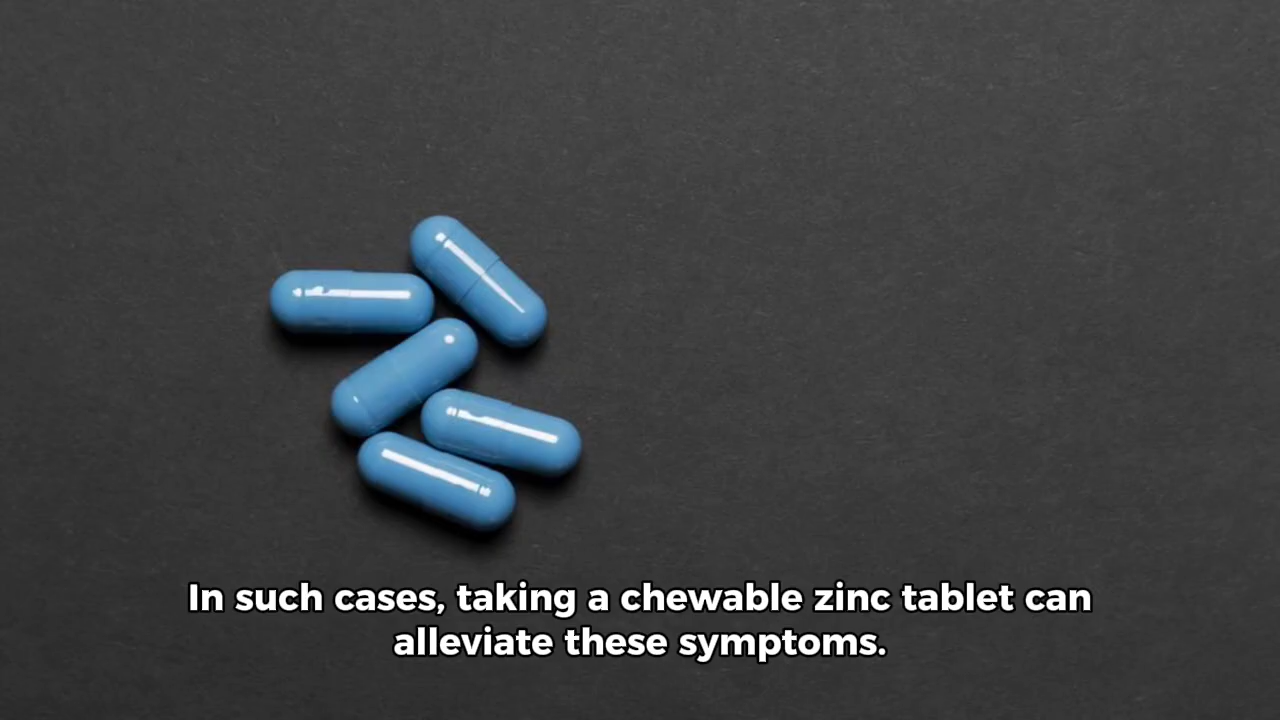 In such cases, taking a chewable zinc tablet can
alleviate these symptoms.